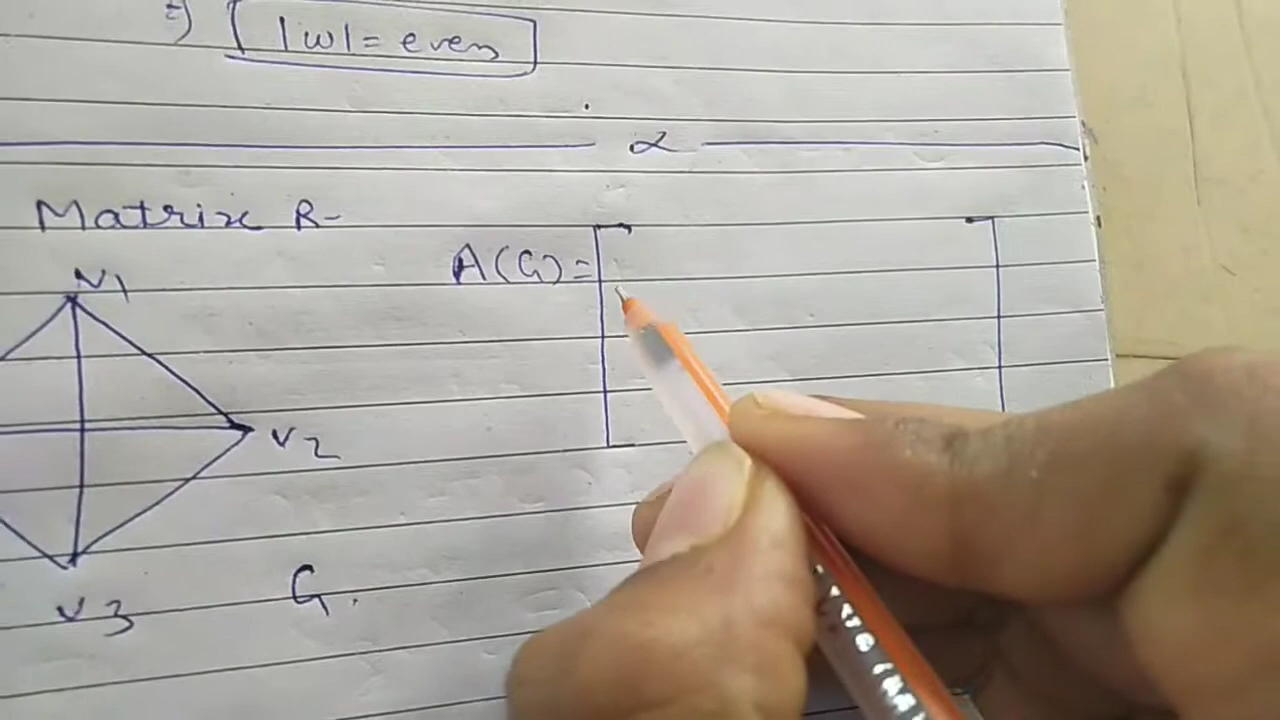 |w| = even
α
Matrix R-
A(G) =
V1
V2
V3
G.